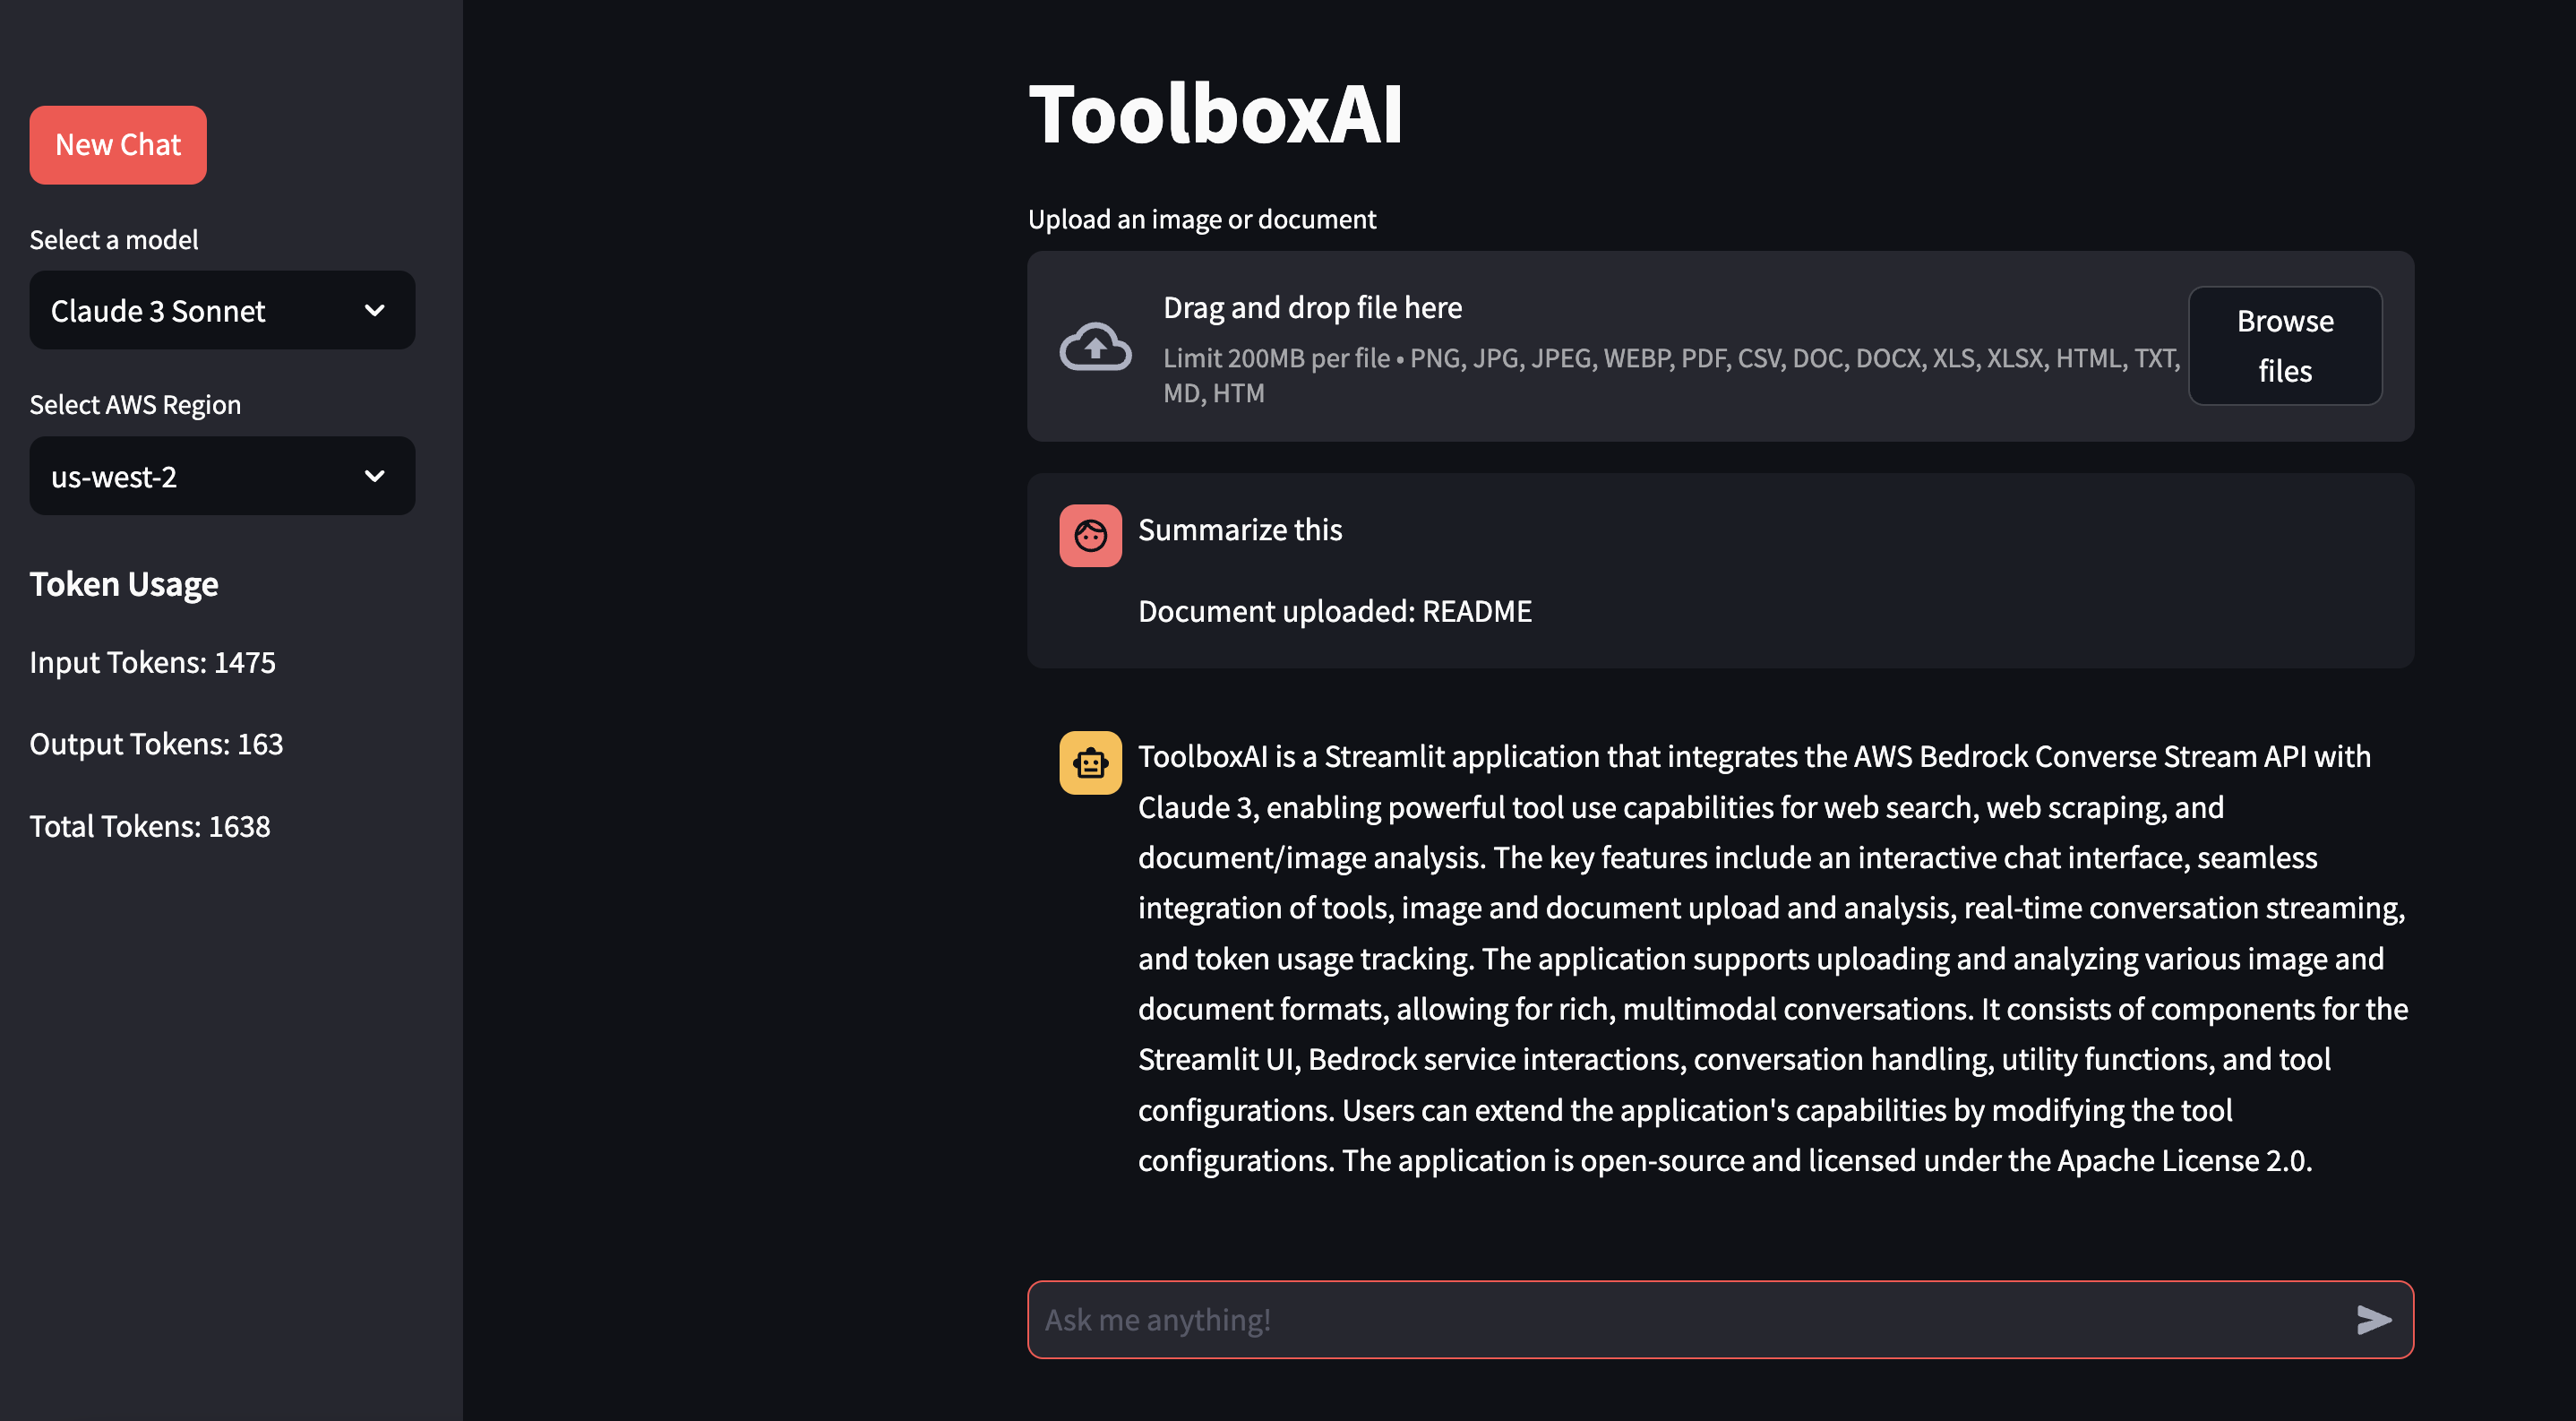 New Chat
Select a model
Claude 3 Sonnet
Select AWS Region
us-west-2
Token Usage
Input Tokens: 1475
Output Tokens: 163
Total Tokens: 1638
ToolboxAI
Upload an image or document
Drag and drop file here
Limit 200MB per file • PNG, JPG, JPEG, WEBP, PDF, CSV, DOC, DOCX, XLS, XLSX, HTML, TXT,
MD, HTM
Browse
files
Summarize this
Document uploaded: README
ToolboxAI is a Streamlit application that integrates the AWS Bedrock Converse Stream API with
Claude 3, enabling powerful tool use capabilities for web search, web scraping, and
document/image analysis. The key features include an interactive chat interface, seamless
integration of tools, image and document upload and analysis, real-time conversation streaming,
and token usage tracking. The application supports uploading and analyzing various image and
document formats, allowing for rich, multimodal conversations. It consists of components for the
Streamlit UI, Bedrock service interactions, conversation handling, utility functions, and tool
configurations. Users can extend the application's capabilities by modifying the tool
configurations. The application is open-source and licensed under the Apache License 2.0.
Ask me anything!